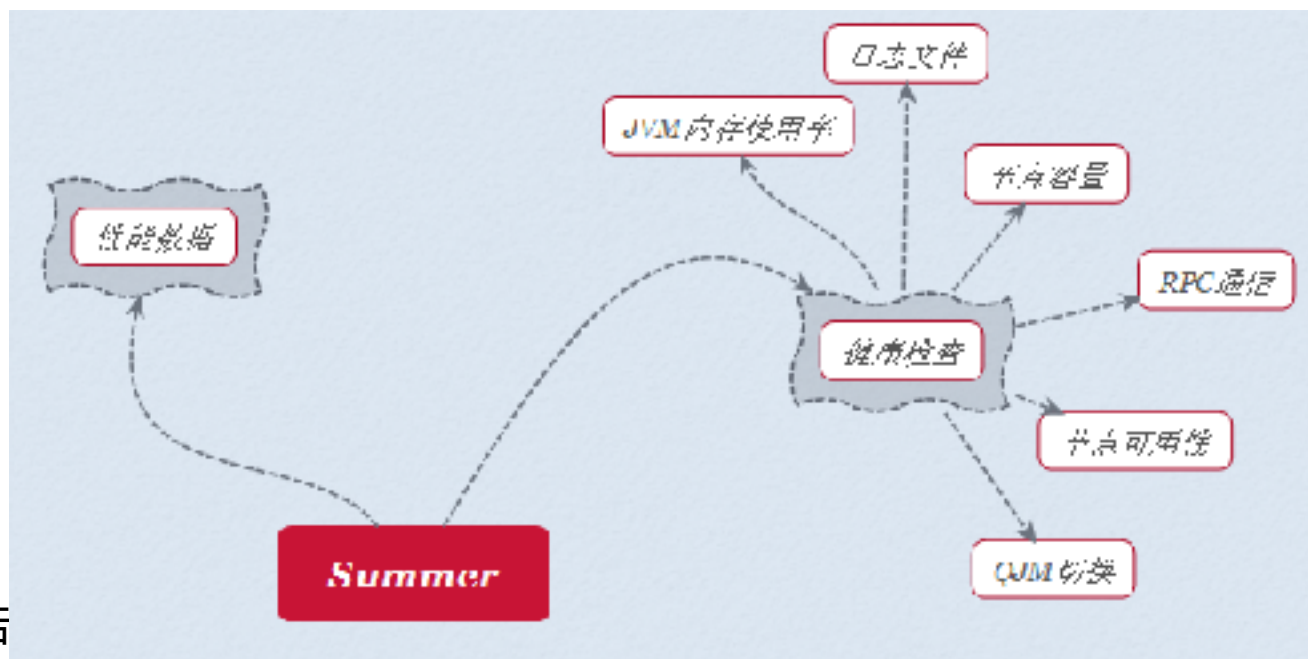 日志文件
JVM内存使用率
节点容量
性能数据
RPC通信
健康检查
节点可用性
QJM切换
Summer